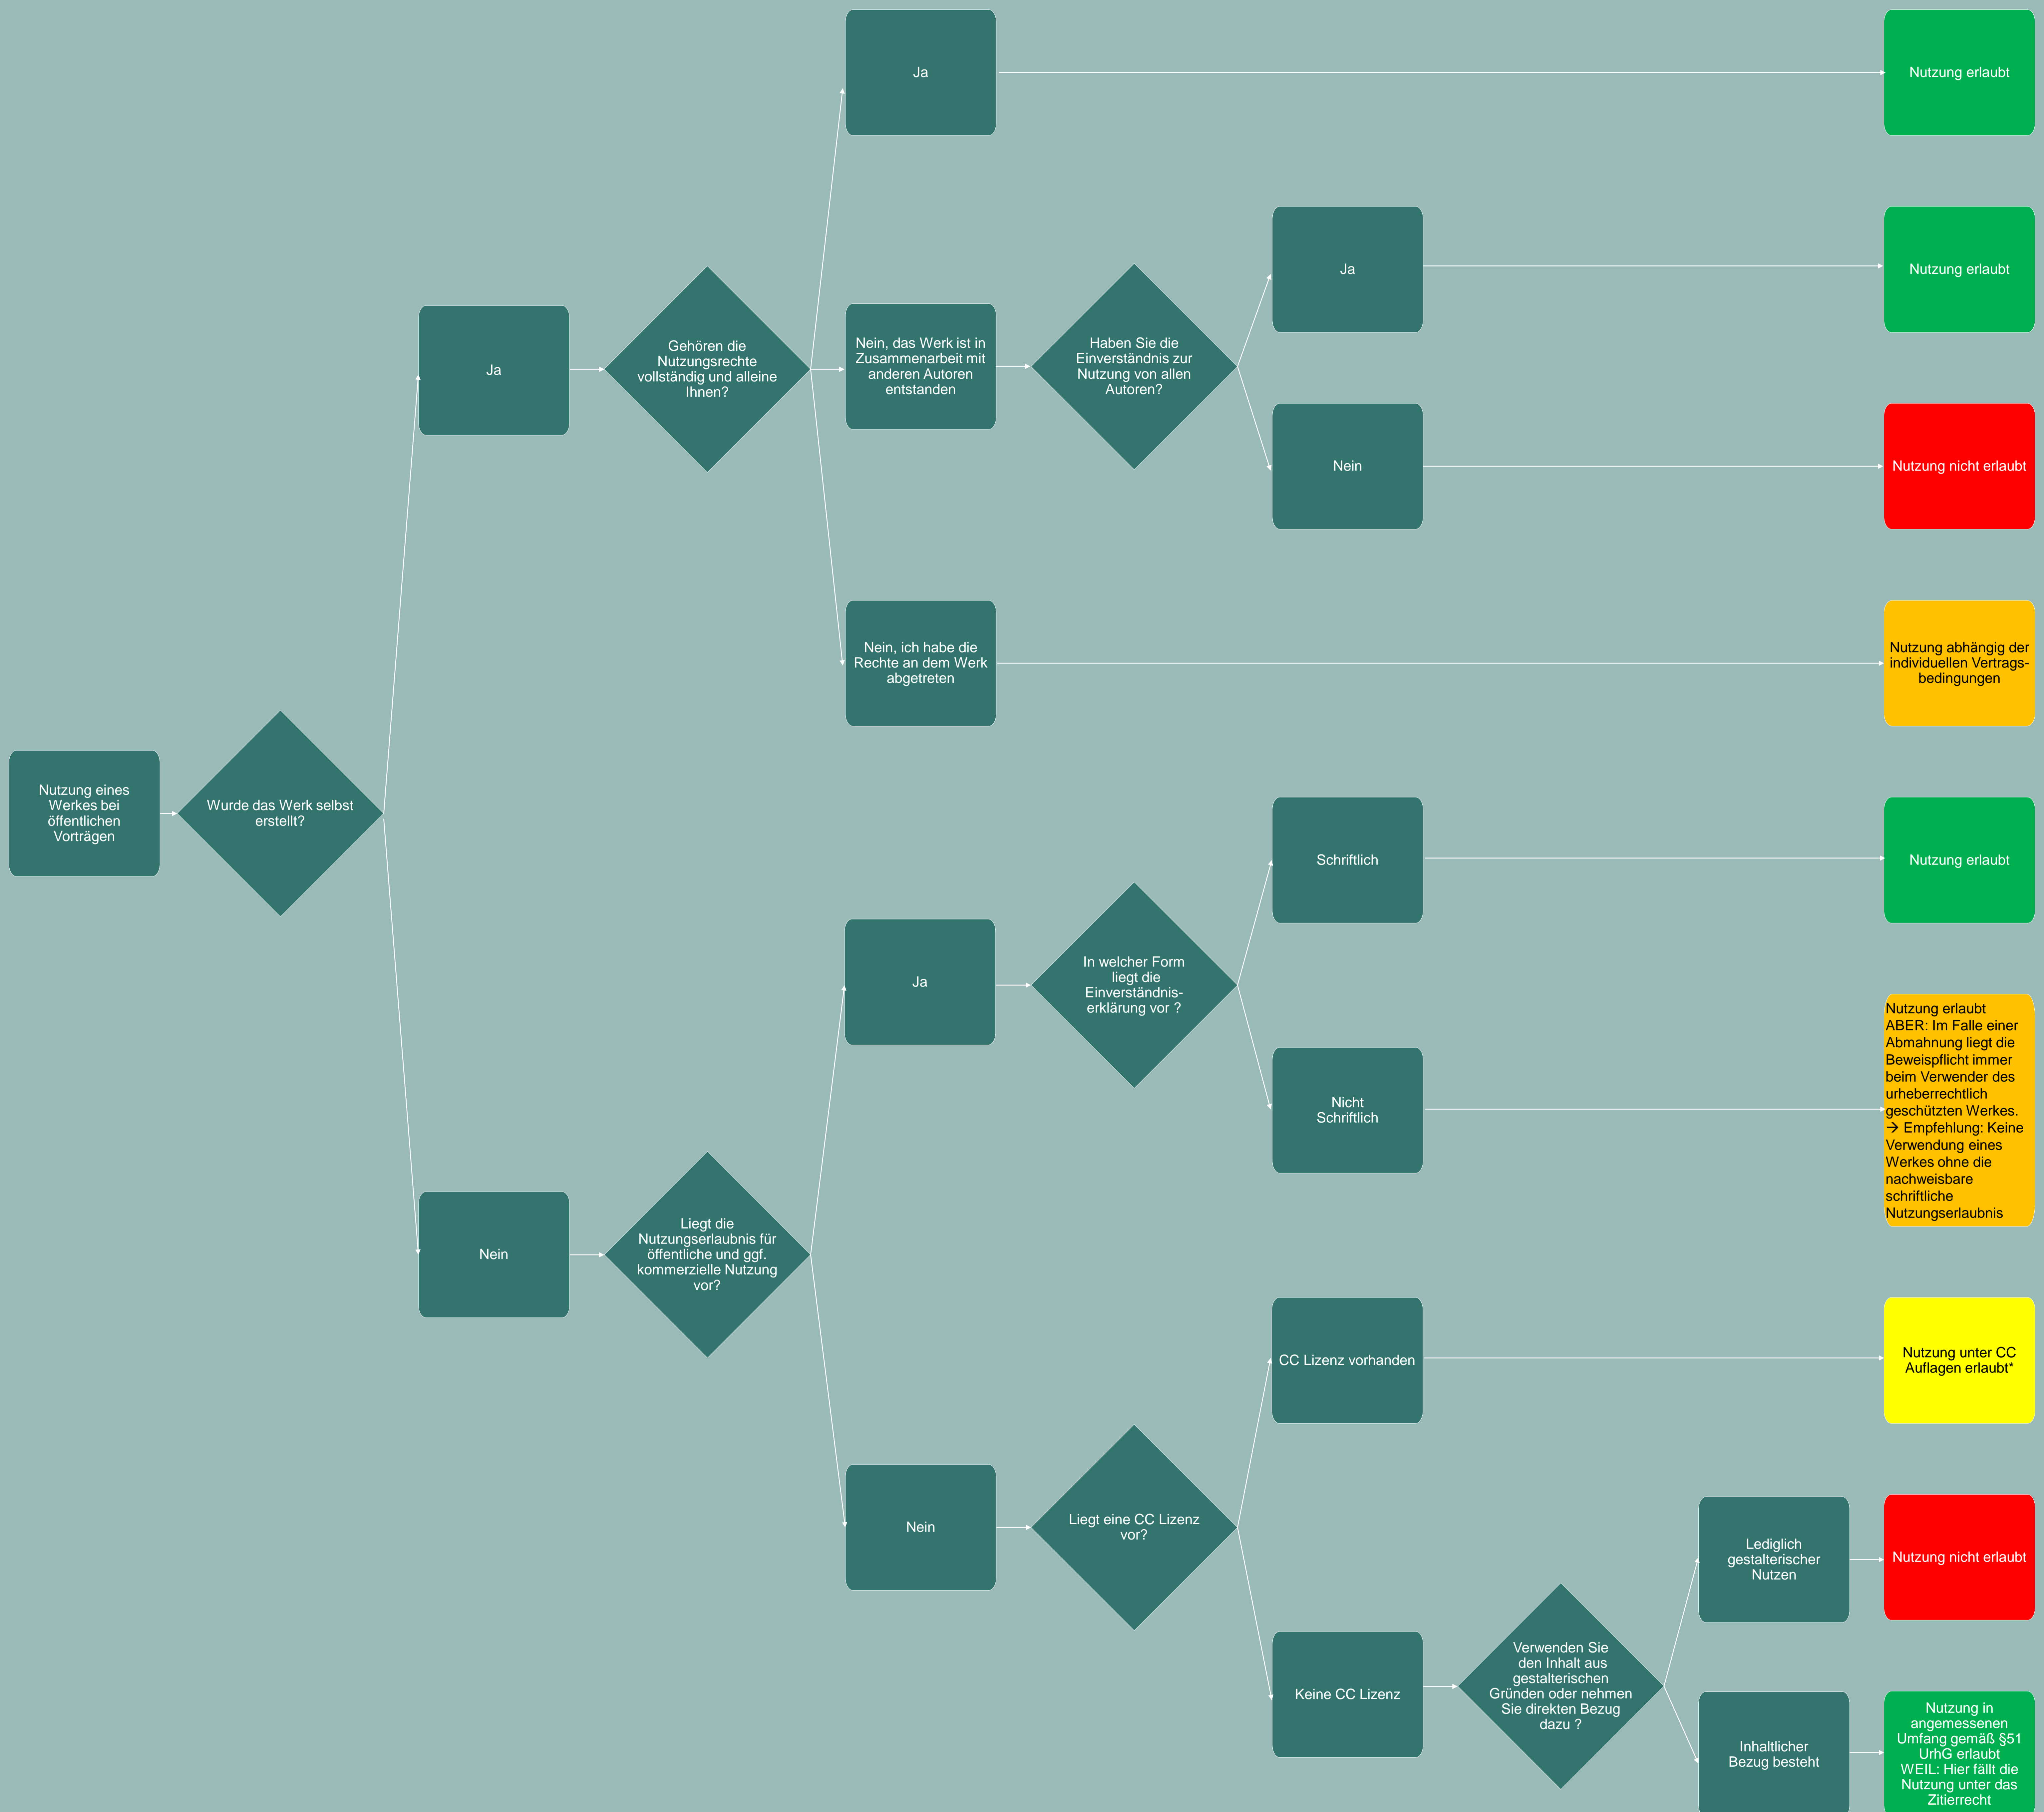 Nutzung eines
Werkes bei
öffentlichen
Vorträgen
Wurde das Werk selbst
erstellt?
Ja
Gehören die
Nutzungsrechte
vollständig und alleine
Ihnen?
Ja
Nutzung erlaubt
Nein, das Werk ist in
Zusammenarbeit mit
anderen Autoren
entstanden
Haben Sie die
Einverständnis zur
Nutzung von allen
Autoren?
Ja
Nutzung erlaubt
Nein
Nutzung nicht erlaubt
Nein, ich habe die
Rechte an dem Werk
abgetreten
Nutzung abhängig der
individuellen Vertrags-
bedingungen
Nein
Liegt die
Nutzungserlaubnis für
öffentliche und ggf.
kommerzielle Nutzung
vor?
Ja
In welcher Form
liegt die
Einverständnis-
erklärung vor ?
Schriftlich
Nutzung erlaubt
Nicht
Schriftlich
Nutzung erlaubt
ABER: Im Falle einer
Abmahnung liegt die
Beweispflicht immer
beim Verwender des
urheberrechtlich
geschützten Werkes.
→ Empfehlung: Keine
Verwendung eines
Werkes ohne die
nachweisbare
schriftliche
Nutzungserlaubnis
Nein
Liegt eine CC Lizenz
vor?
CC Lizenz vorhanden
Nutzung unter CC
Auflagen erlaubt*
Keine CC Lizenz
Verwenden Sie
den Inhalt aus
gestalterischen
Gründen oder nehmen
Sie direkten Bezug
dazu ?
Lediglich
gestalterischer
Nutzen
Nutzung nicht erlaubt
Inhaltlicher
Bezug besteht
Nutzung in
angemessenen
Umfang gemäß §51
UrhG erlaubt
WEIL: Hier fällt die
Nutzung unter das
Zitierrecht